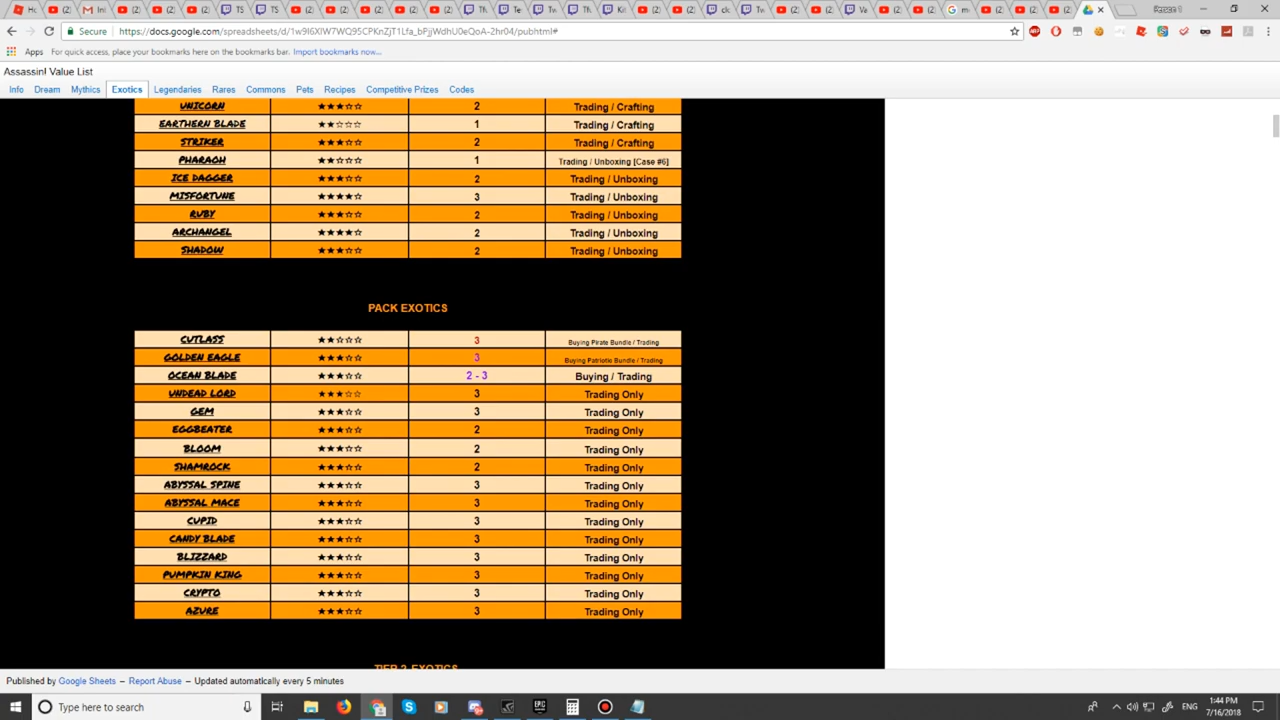 Secure
https://docs.google.com/spreadsheets/d/1w9I6XIW7WQ95CPKnZjT1Lfa_bPjjWdhU0eQoA-2hr04/pubhtml#
Apps For quick access, place your bookmarks here on the bookmarks bar. Import bookmarks now...
Assassin! Value List
Info Dream Mythics Exotics Legendaries Rares Commons Pets Recipes Competitive Prizes Codes
UNICORN ★★★☆☆ 2 Trading / Crafting
EARTHERN BLADE ★★☆☆☆ 1 Trading / Crafting
STRIKER ★★★☆☆ 2 Trading / Crafting
PHARAOH ★★☆☆☆ 1 Trading / Unboxing [Case #6]
ICE DAGGER ★★★☆☆ 2 Trading / Unboxing
MISFORTUNE ★★★★☆ 3 Trading / Unboxing
RUBY ★★★☆☆ 2 Trading / Unboxing
ARCHANGEL ★★★★☆ 2 Trading / Unboxing
SHADOW ★★★☆☆ 2 Trading / Unboxing
PACK EXOTICS
CUTLASS ★★☆☆☆ 3 Buying Pirate Bundle / Trading
GOLDEN EAGLE ★★★☆☆ 3 Buying Patriotic Bundle / Trading
OCEAN BLADE ★★★☆☆ 2 - 3 Buying / Trading
UNDEAD LORD ★★★☆☆ 3 Trading Only
GEM ★★★☆☆ 3 Trading Only
EGGBEATER ★★★☆☆ 2 Trading Only
BLOOM ★★★☆☆ 2 Trading Only
SHAMROCK ★★★☆☆ 2 Trading Only
ABYSSAL SPINE ★★★☆☆ 3 Trading Only
ABYSSAL MACE ★★★☆☆ 3 Trading Only
CUPID ★★★☆☆ 3 Trading Only
CANDY BLADE ★★★☆☆ 3 Trading Only
BLIZZARD ★★★☆☆ 3 Trading Only
PUMPKIN KING ★★★☆☆ 3 Trading Only
CRYPTO ★★★☆☆ 3 Trading Only
AZURE ★★★☆☆ 3 Trading Only
TIER 2 EXOTICS
Published by Google Sheets – Report Abuse – Updated automatically every 5 minutes
Type here to search
ENG
1:44 PM
7/16/2018